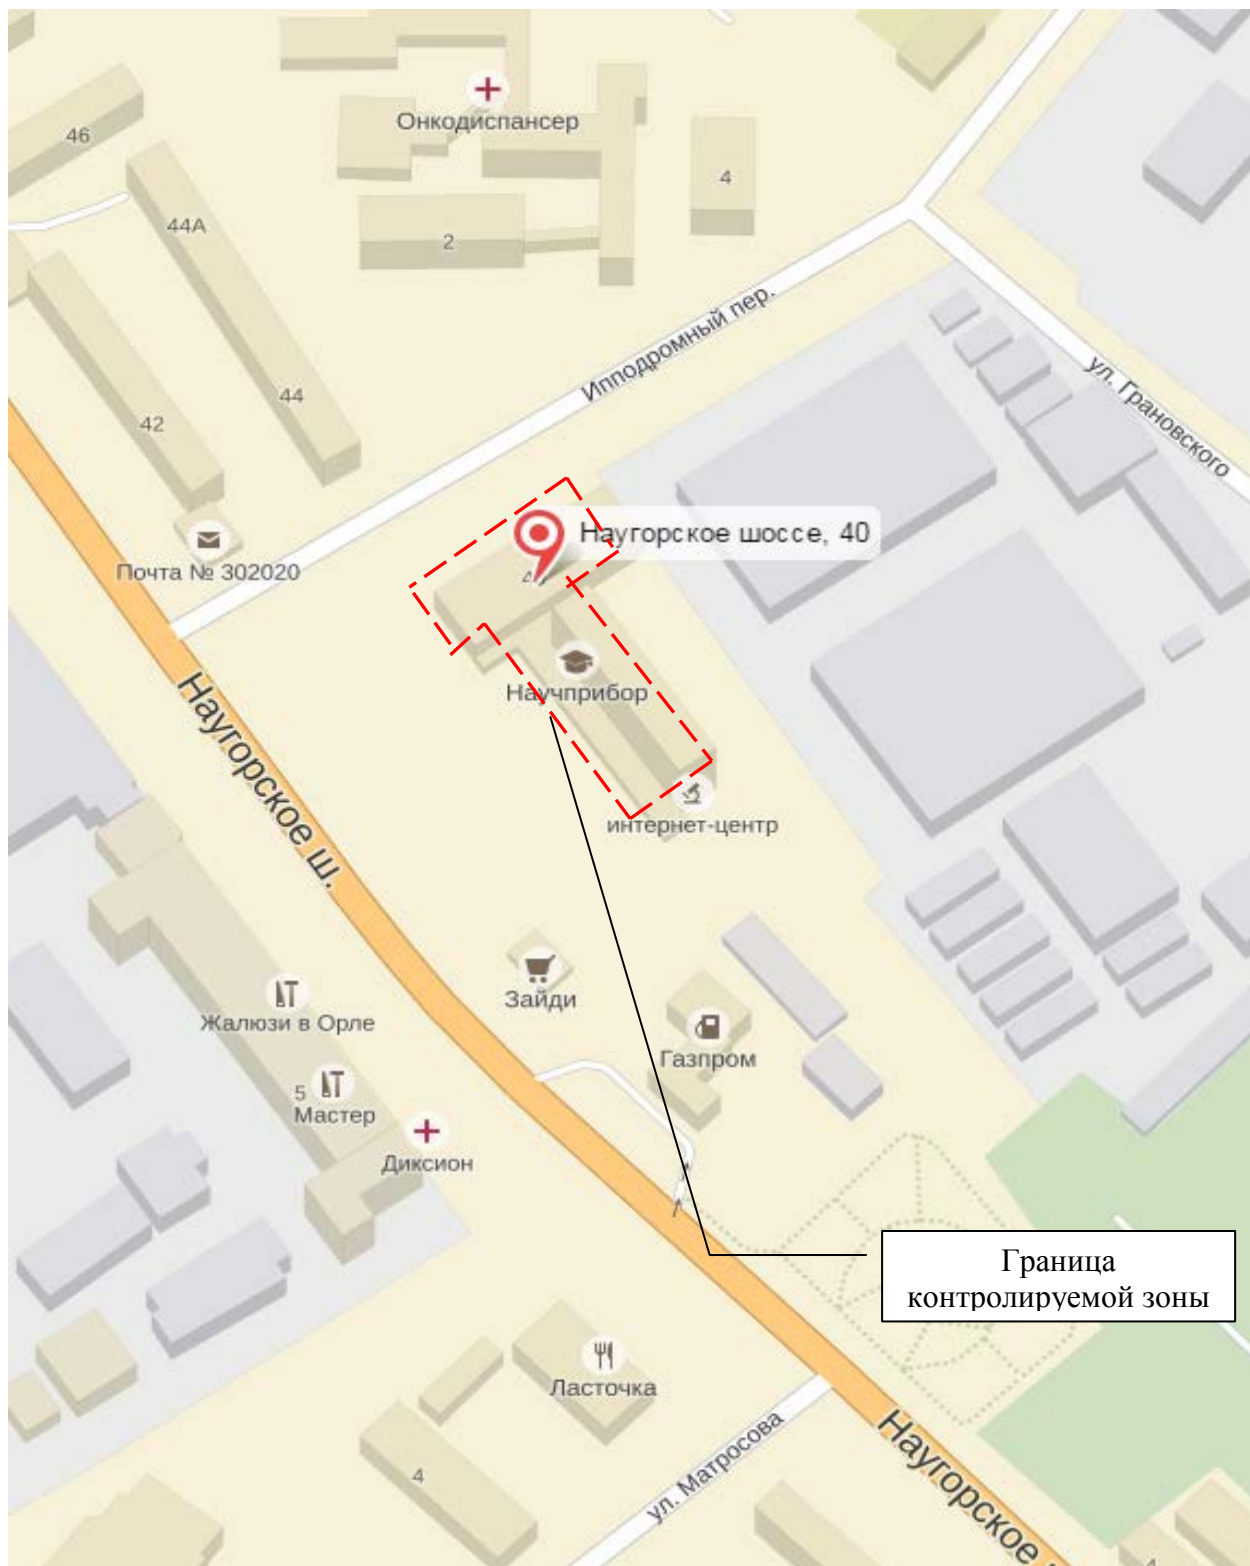 Онкодиспансер
46
4
44А
2
Ипподромный пер.
ул. Грановского
44
42
Наугорское шоссе, 40
Почта № 302020
Научприбор
Наугорское ш.
интернет-центр
Зайди
Жалюзи в Орле
Газпром
5
Мастер
Диксион
Граница
контролируемой зоны
Ласточка
ул. Матросова
4
Наугорское